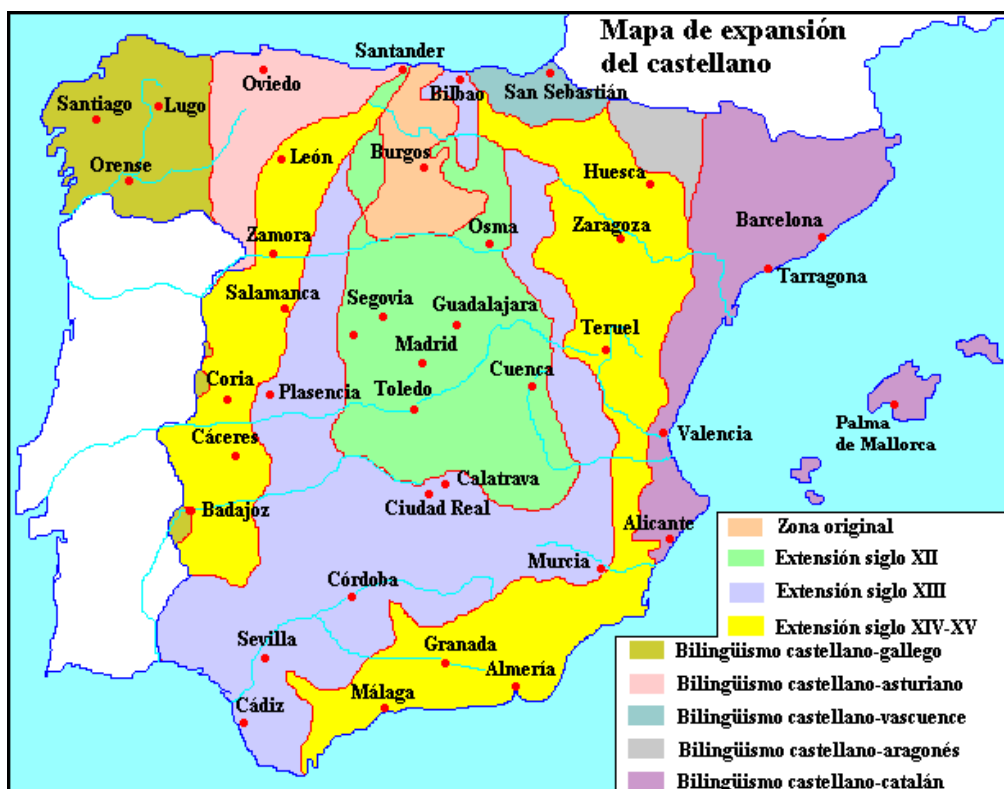 Mapa de expansión
del castellano
Santander
Oviedo
Bilbao
San Sebastián
Santiago
Lugo
León
Burgos
Orense
Huesca
Zamora
Osma
Zaragoza
Barcelona
Tarragona
Salamanca
Segovia
Guadalajara
Teruel
Madrid
Cuenca
Coria
Plasencia
Toledo
Palma
de Mallorca
Cáceres
Valencia
Calatrava
Ciudad Real
Badajoz
Alicante
Murcia
Córdoba
Sevilla
Granada
Almería
Málaga
Cádiz
Zona original
Extensión siglo XII
Extensión siglo XIII
Extensión siglo XIV-XV
Bilingüismo castellano-gallego
Bilingüismo castellano-asturiano
Bilingüismo castellano-vascuence
Bilingüismo castellano-aragonés
Bilingüismo castellano-catalán